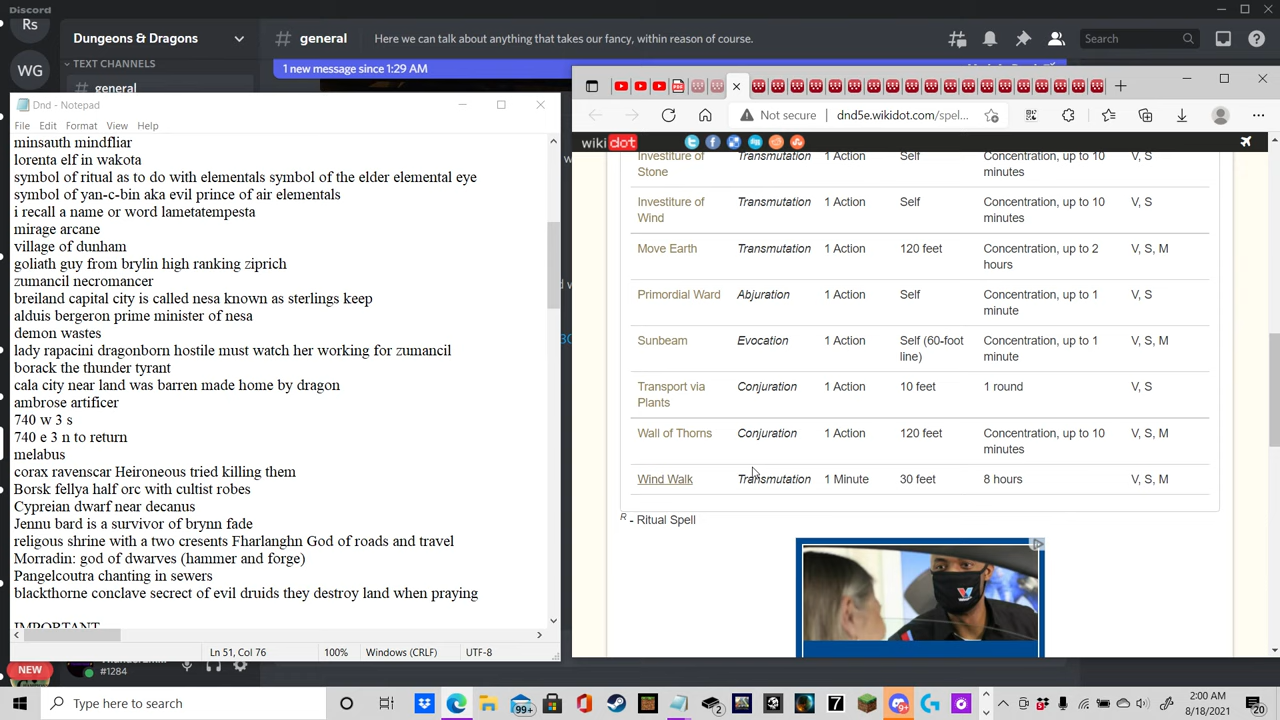 Discord
Rs
Dungeons & Dragons
general
Here we can talk about anything that takes our fancy, within reason of course.
Search
WG
TEXT CHANNELS
general
1 new message since 1:29 AM
Dnd - Notepad
File Edit Format View Help
minsauth mindfliar
lorenta elf in wakota
symbol of ritual as to do with elementals symbol of the elder elemental eye
symbol of yan-c-bin aka evil prince of air elementals
i recall a name or word lametatempesta
mirage arcane
village of dunham
goliath guy from brylin high ranking ziprich
zumancil necromancer
breiland capital city is called nesa known as sterlings keep
alduis bergeron prime minister of nesa
demon wastes
lady rapacini dragonborn hostile must watch her working for zumancil
borack the thunder tyrant
cala city near land was barren made home by dragon
ambrose artificer
740 w 3 s
740 e 3 n to return
melabus
corax ravenscar Heironeous tried killing them
Borsk fellya half orc with cultist robes
Cypreian dwarf near decanus
Jennu bard is a survivor of brynn fade
religous shrine with a two cresents Fharlanghn God of roads and travel
Morradin: god of dwarves (hammer and forge)
Pangelcoutra chanting in sewers
blackthorne conclave secrect of evil druids they destroy land when praying
IMPORTANT
Ln 51, Col 76 100% Windows (CRLF) UTF-8
Not secure dnd5e.wikidot.com/spel...
wikidot
Investiture of Stone Transmutation 1 Action Self Concentration, up to 10 minutes V, S
Investiture of Wind Transmutation 1 Action Self Concentration, up to 10 minutes V, S
Move Earth Transmutation 1 Action 120 feet Concentration, up to 2 hours V, S, M
Primordial Ward Abjuration 1 Action Self Concentration, up to 1 minute V, S
Sunbeam Evocation 1 Action Self (60-foot line) Concentration, up to 1 minute V, S, M
Transport via Plants Conjuration 1 Action 10 feet 1 round V, S
Wall of Thorns Conjuration 1 Action 120 feet Concentration, up to 10 minutes V, S, M
Wind Walk Transmutation 1 Minute 30 feet 8 hours V, S, M
R - Ritual Spell
NEW
#1284
Type here to search
99+
2:00 AM
8/18/2021
20